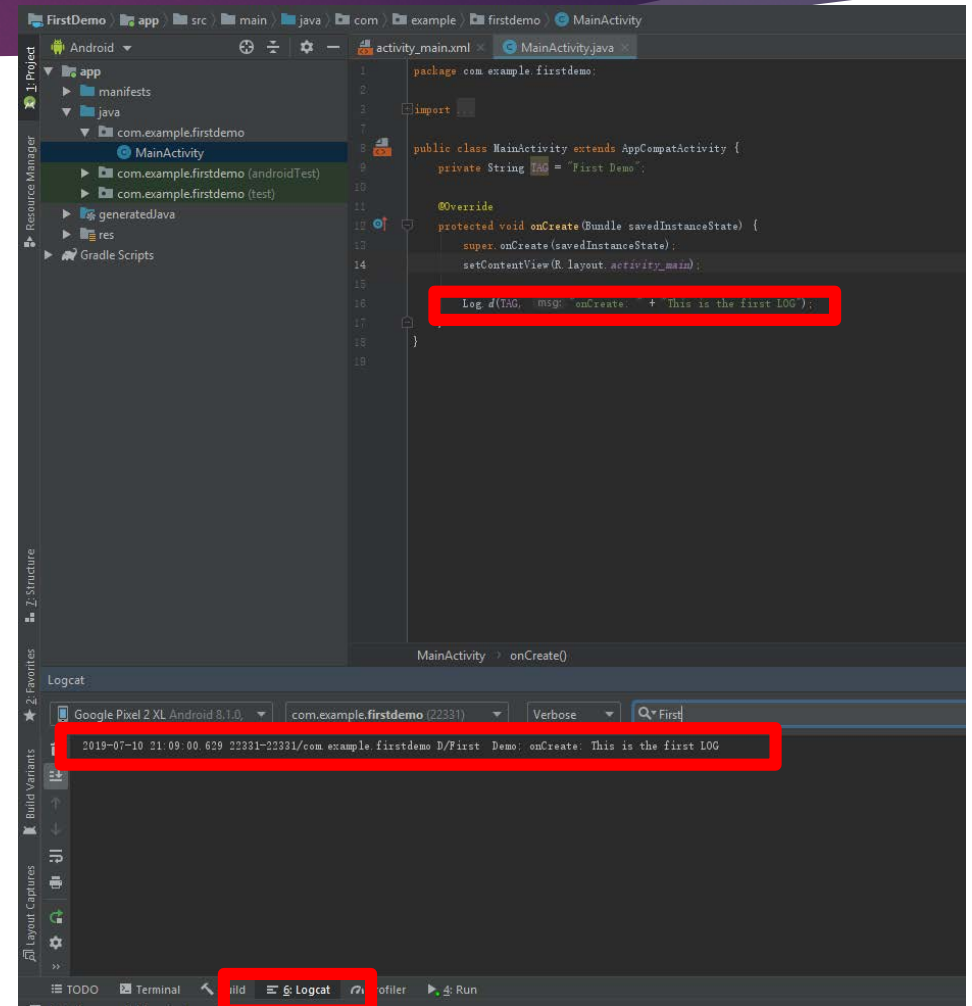 FirstDemo app src main java com example firstdemo MainActivity
1: Project
Resource Manager
7: Structure
2: Favorites
Build Variants
Layout Captures
Android
app
manifests
java
com.example.firstdemo
MainActivity
com.example.firstdemo (androidTest)
com.example.firstdemo (test)
generatedJava
res
Gradle Scripts
activity_main.xml MainActivity.java
1 package com.example.firstdemo;
2
3 import ...
7
8 public class MainActivity extends AppCompatActivity {
9 private String TAG = "First Demo";
10
11 @Override
12 protected void onCreate(Bundle savedInstanceState) {
13 super.onCreate(savedInstanceState);
14 setContentView(R.layout.activity_main);
15
16 Log.d(TAG, msg: "onCreate: " + "This is the first LOG");
17 }
18 }
19
MainActivity onCreate()
Logcat
Google Pixel 2 XL Android 8.1.0, com.example.firstdemo (22331) Verbose First
2019-07-10 21:09:00.629 22331-22331/com.example.firstdemo D/First Demo: onCreate: This is the first LOG
TODO Terminal uild 6: Logcat ofiler 4: Run